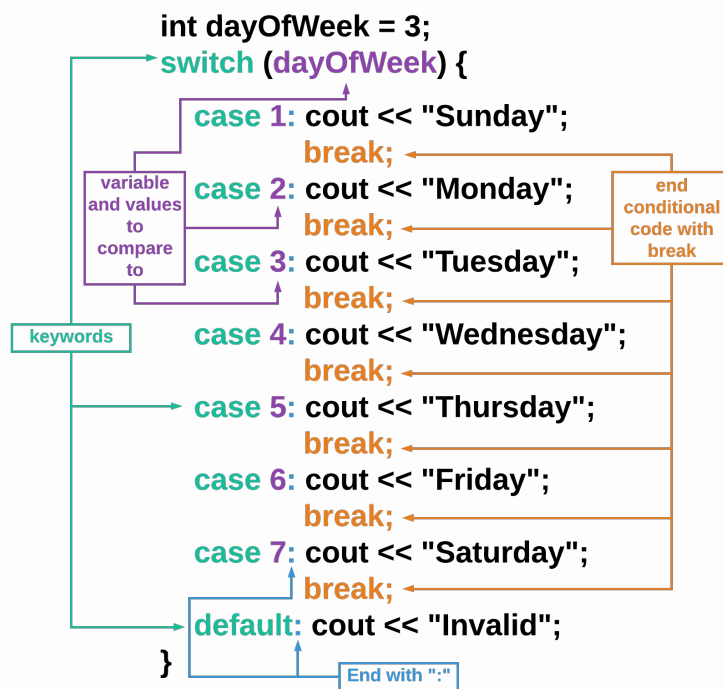 int dayOfWeek = 3;
switch (dayOfWeek) {
case 1: cout << "Sunday";
break;
case 2: cout << "Monday";
break;
case 3: cout << "Tuesday";
break;
case 4: cout << "Wednesday";
break;
case 5: cout << "Thursday";
break;
case 6: cout << "Friday";
break;
case 7: cout << "Saturday";
break;
default: cout << "Invalid";
}
variable
and values
to
compare
to
keywords
end
conditional
code with
break
End with ":"